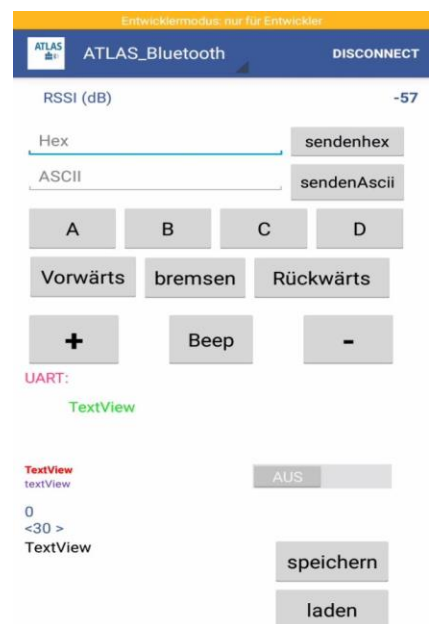 Entwicklermodus: nur für Entwickler
ATLAS ATLAS_Bluetooth DISCONNECT
RSSI (dB) -57
Hex sendenhex
ASCII sendenAscii
A B C D
Vorwärts bremsen Rückwärts
+ Beep -
UART:
TextView
TextView AUS
textView
0
<30 >
TextView
speichern
laden